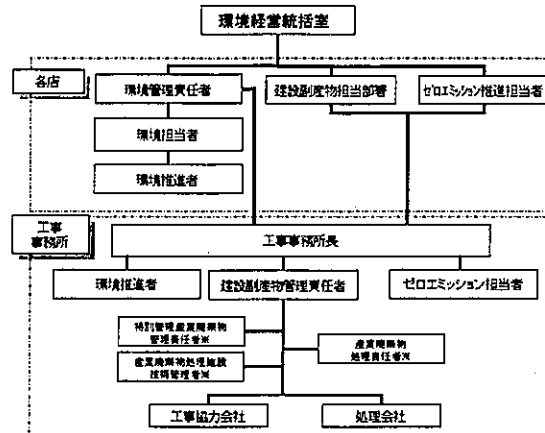 環境経営統括室
各店
環境管理責任者
建設副産物担当部署
ゼロエミッション推進担当者
環境担当者
環境推進者
工事
事務所
工事事務所長
環境推進者
建設副産物管理責任者
ゼロエミッション担当者
特別管理産業廃棄物
管理責任者※
産業廃棄物
処理責任者※
産業廃棄物処理施設
技術管理者※
工事協力会社
処理会社